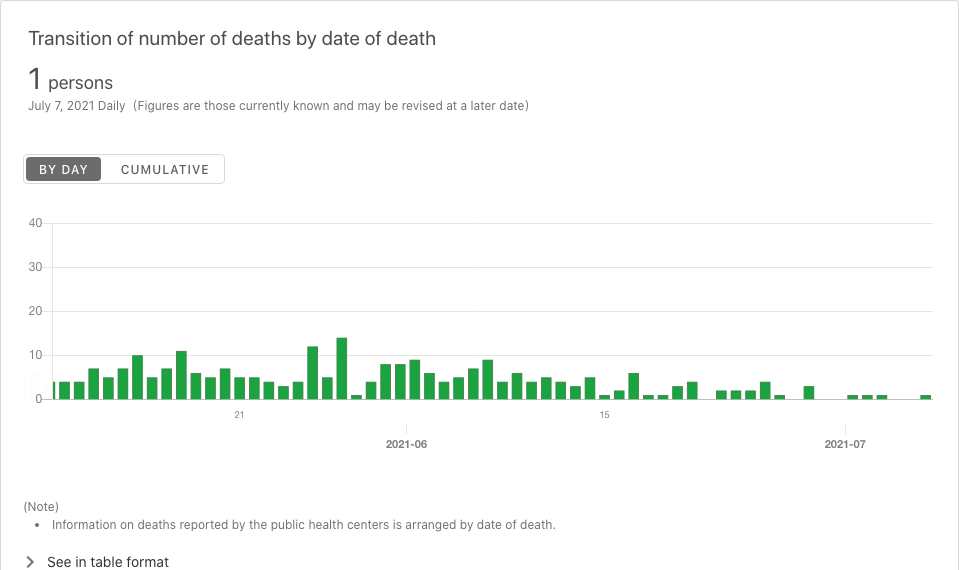 Transition of number of deaths by date of death
1 persons
July 7, 2021 Daily (Figures are those currently known and may be revised at a later date)
BY DAY CUMULATIVE
40
30
20
10
0
21 15
2021-06 2021-07
(Note)
• Information on deaths reported by the public health centers is arranged by date of death.
See in table format